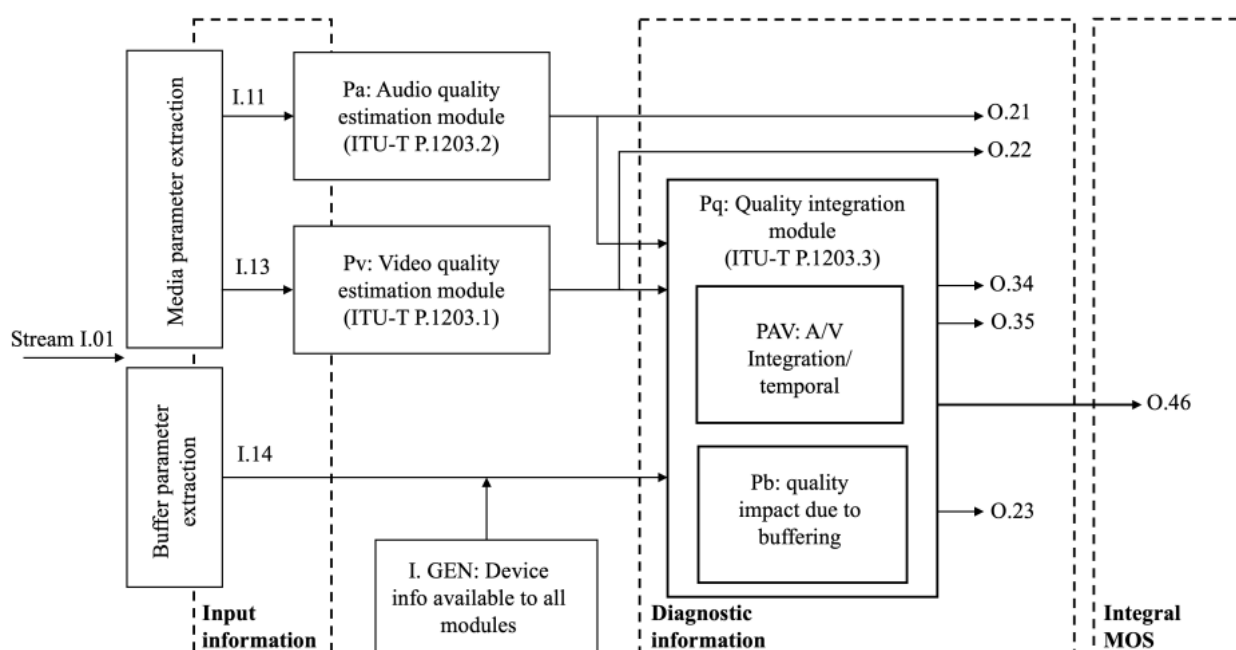 Media parameter extraction
I.11
Pa: Audio quality
estimation module
(ITU-T P.1203.2)
O.21
O.22
I.13
Pv: Video quality
estimation module
(ITU-T P.1203.1)
Pq: Quality integration
module
(ITU-T P.1203.3)
O.34
O.35
PAV: A/V
Integration/
temporal
O.46
Stream I.01
Buffer parameter
extraction
I.14
Pb: quality
impact due to
buffering
O.23
I. GEN: Device
info available to all
modules
Input
information
Diagnostic
information
Integral
MOS